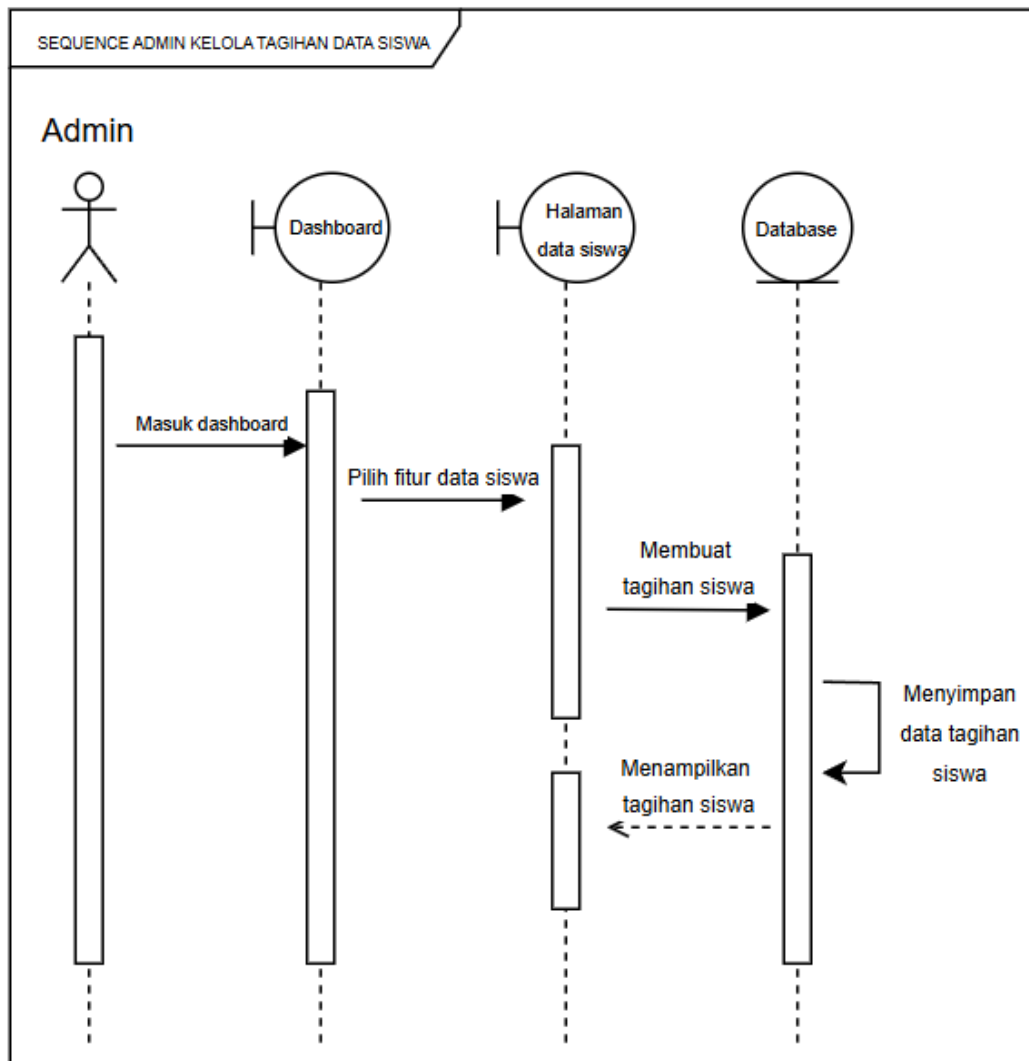 SEQUENCE ADMIN KELOLA TAGIHAN DATA SISWA
Admin
Dashboard
Halaman
data siswa
Database
Masuk dashboard
Pilih fitur data siswa
Membuat
tagihan siswa
Menyimpan
data tagihan
siswa
Menampilkan
tagihan siswa